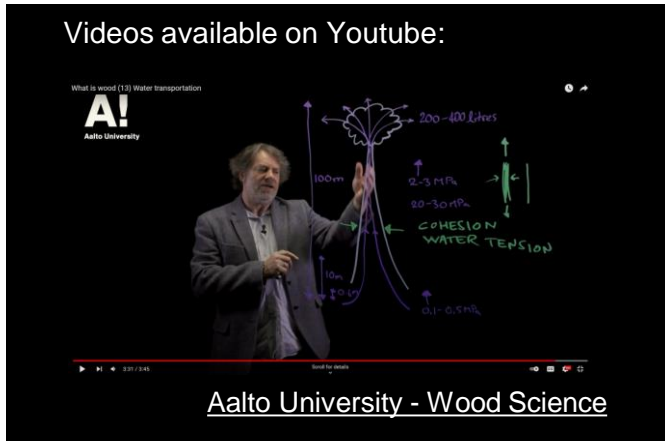 Videos available on Youtube:
What is wood (13) Water transportation
A!
Aalto University
200-400 litres
100m
2-3 MPa
20-30 MPa
COHESION
WATER TENSION
10m
0.1-0.5MPa
3:31 / 3:45
Scroll for details
Aalto University - Wood Science